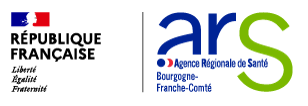 RÉPUBLIQUE
FRANÇAISE
Liberté
Égalité
Fraternité
ars
Agence Régionale de Santé
Bourgogne-
Franche-Comté